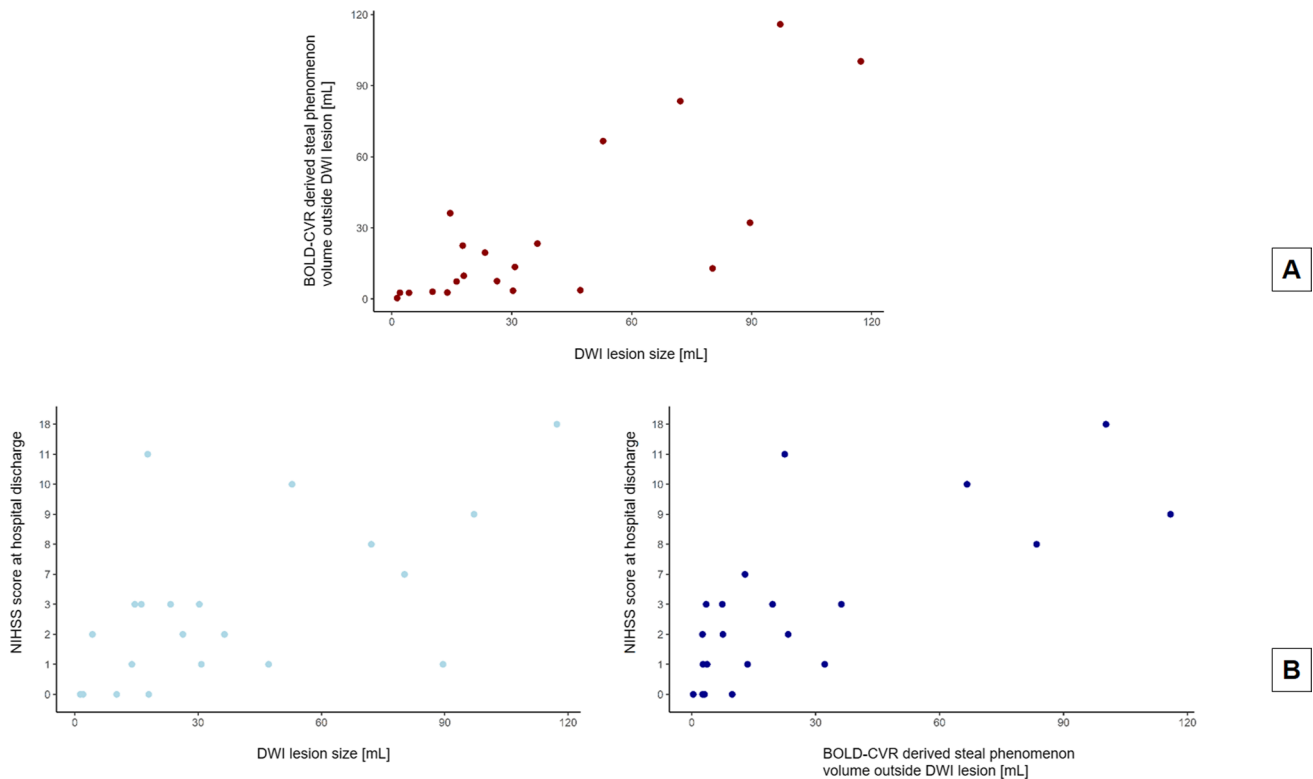 BOLD-CVR derived steal phenomenon
volume outside DWI lesion [mL]
120
90
60
30
0
0 30 60 90 120
DWI lesion size [mL]
A
NIHSS score at hospital discharge
18
11
10
9
8
7
3
2
1
0
0 30 60 90 120
DWI lesion size [mL]
NIHSS score at hospital discharge
18
11
10
9
8
7
3
2
1
0
0 30 60 90 120
BOLD-CVR derived steal phenomenon
volume outside DWI lesion [mL]
B